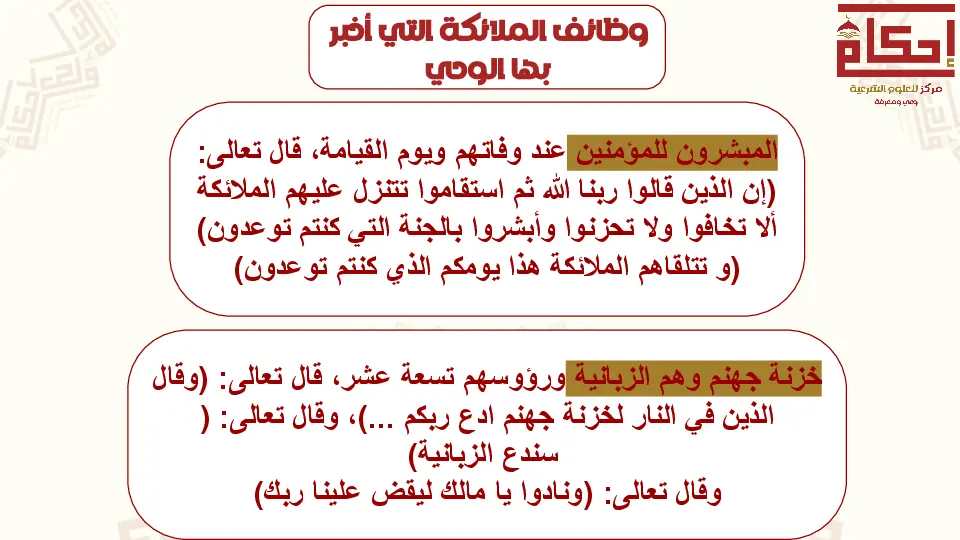 وظائف الملائكة التي أخبر
بها الوحي
إحكام
مركز للعلوم الشرعية
وعي ومعرفة
المبشرون للمؤمنين عند وفاتهم ويوم القيامة، قال تعالى:
(إن الذين قالوا ربنا الله ثم استقاموا تتنزل عليهم الملائكة
ألا تخافوا ولا تحزنوا وأبشروا بالجنة التي كنتم توعدون)
(و تتلقاهم الملائكة هذا يومكم الذي كنتم توعدون)
خزنة جهنم وهم الزبانية ورؤوسهم تسعة عشر، قال تعالى: (وقال
الذين في النار لخزنة جهنم ادع ربكم ...)، وقال تعالى: (
سندع الزبانية)
وقال تعالى: (ونادوا يا مالك ليقض علينا ربك)